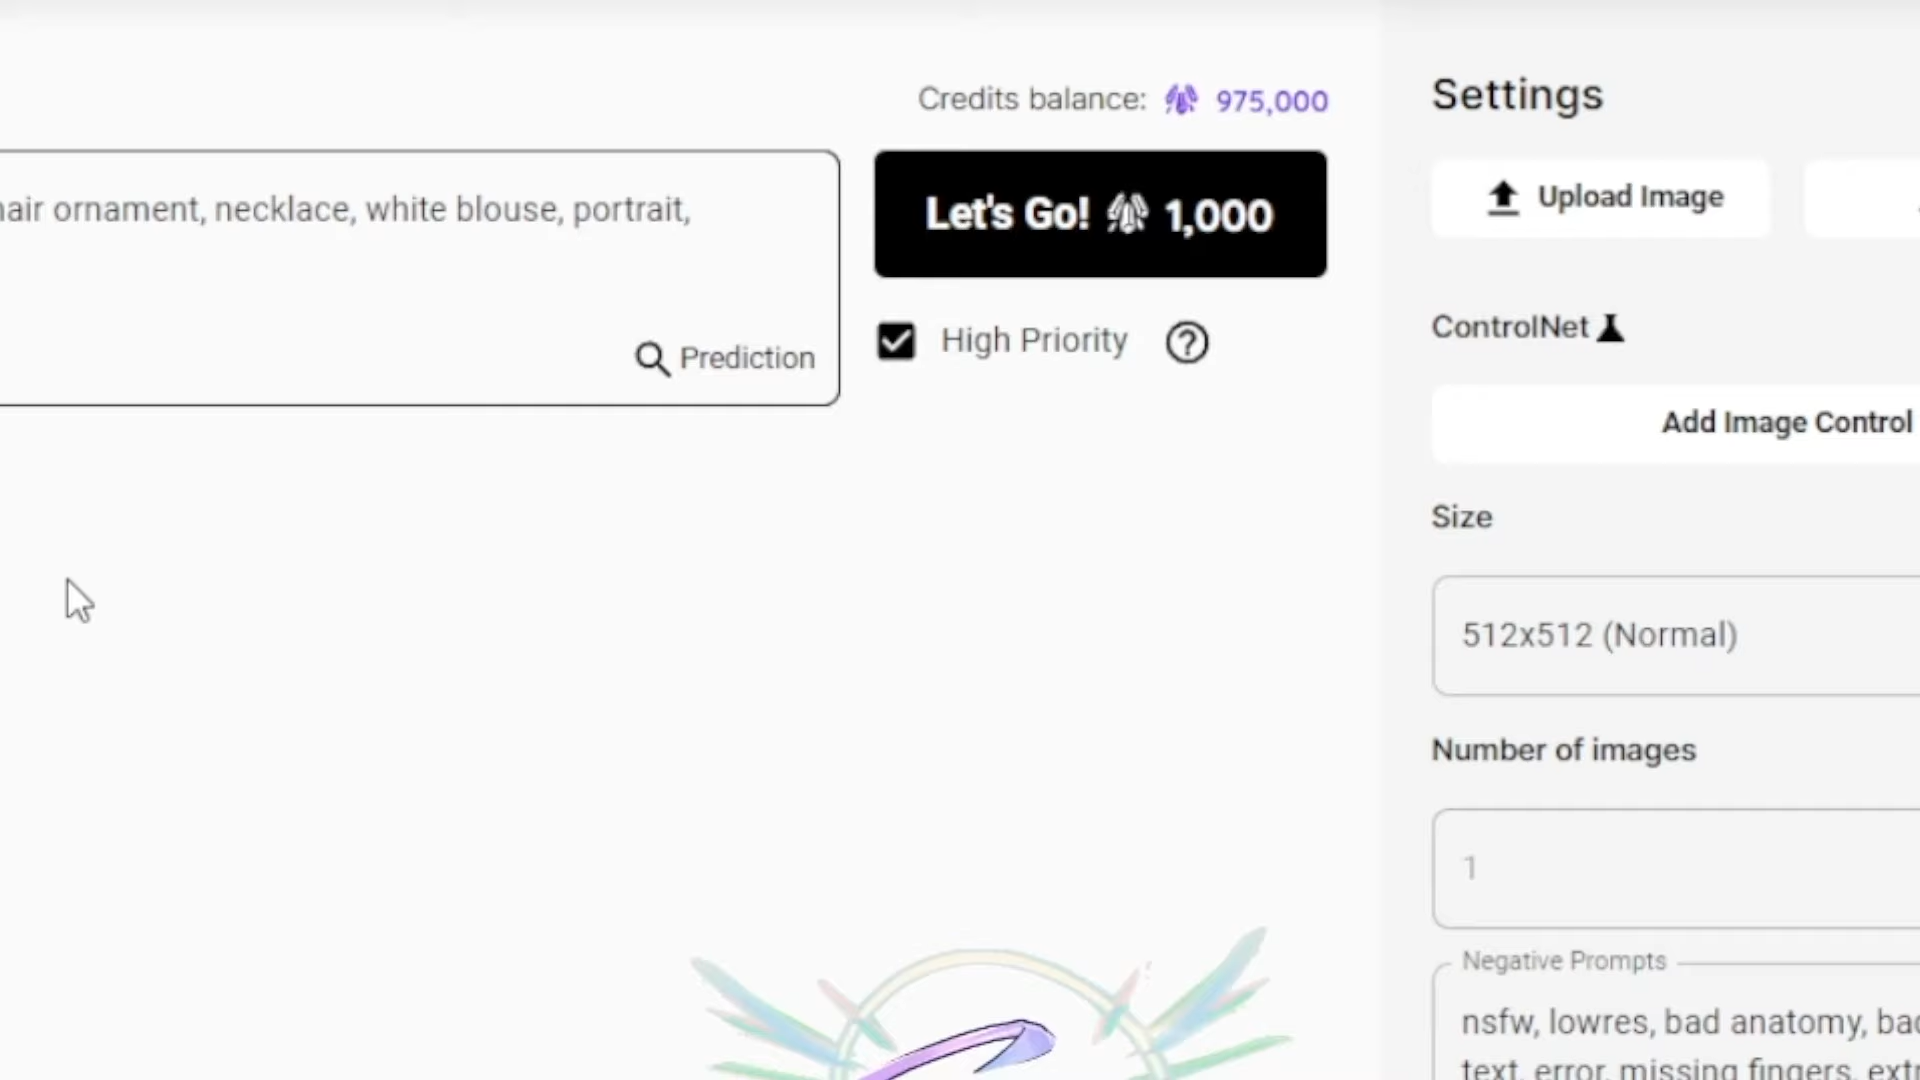 Credits balance: 975,000
hair ornament, necklace, white blouse, portrait,
Prediction
Let's Go! 1,000
High Priority
Settings
Upload Image
ControlNet
Add Image Control
Size
512x512 (Normal)
Number of images
1
Negative Prompts
nsfw, lowres, bad anatomy,
text, error, missing fingers,